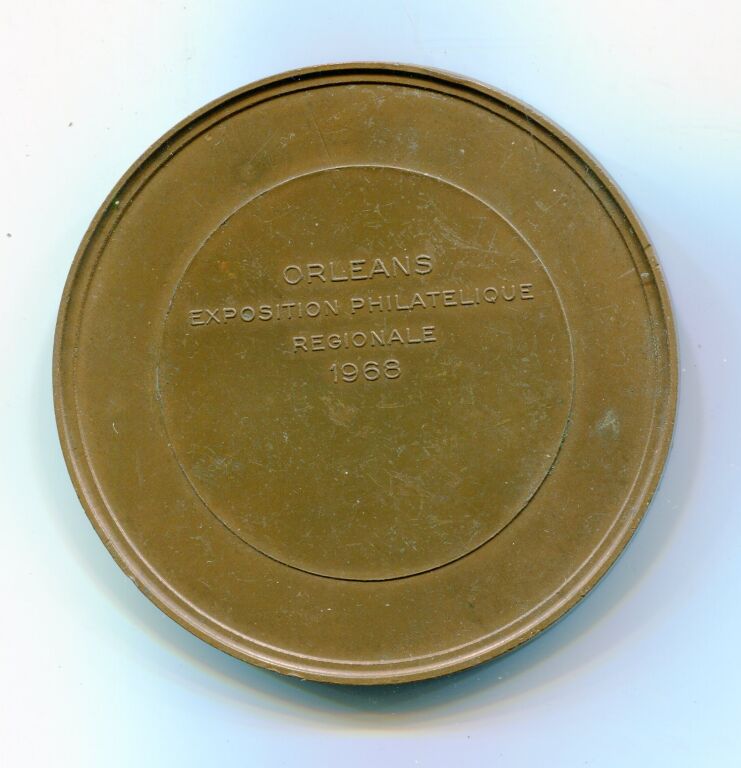 ORLEANS
EXPOSITION PHILATELIQUE
REGIONALE
1968